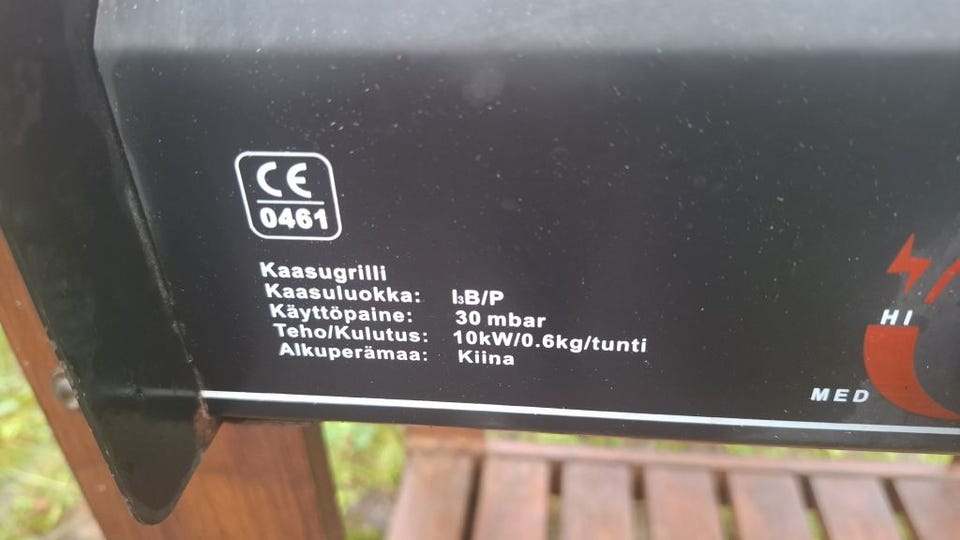 CE
0461
Kaasugrilli
Kaasuluokka: I₃B/P
Käyttöpaine: 30 mbar
Teho/Kulutus: 10kW/0.6kg/tunti
Alkuperämaa: Kiina
HI
MED